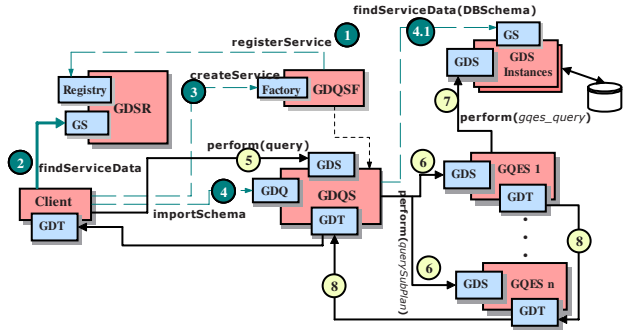 findServiceData(DBSchema)
1
registerService
4.1
GS
GDS
GDS
Instances
createService
3
Registry
Factory
GDQSF
GDSR
GS
7
perform(gqes_query)
2
findServiceData
perform(query)
5
6
GDS
GDS
GQES 1
4
GDQ
GDQS
Client
importSchema
GDT
GDT
GDT
perform(querySubPlan)
8
6
GDS
GQES n
8
GDT